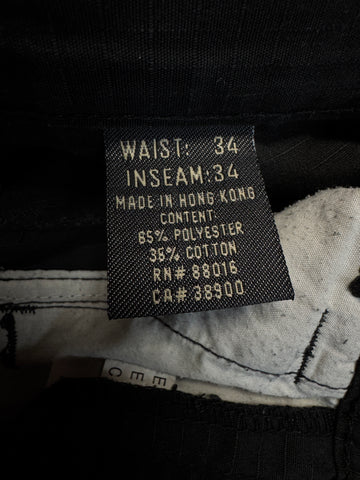 WAIST: 34
INSEAM:34
MADE IN HONG KONG
CONTENT:
65% POLYESTER
35% COTTON
RN# 88016
CA# 38900
E
E
C